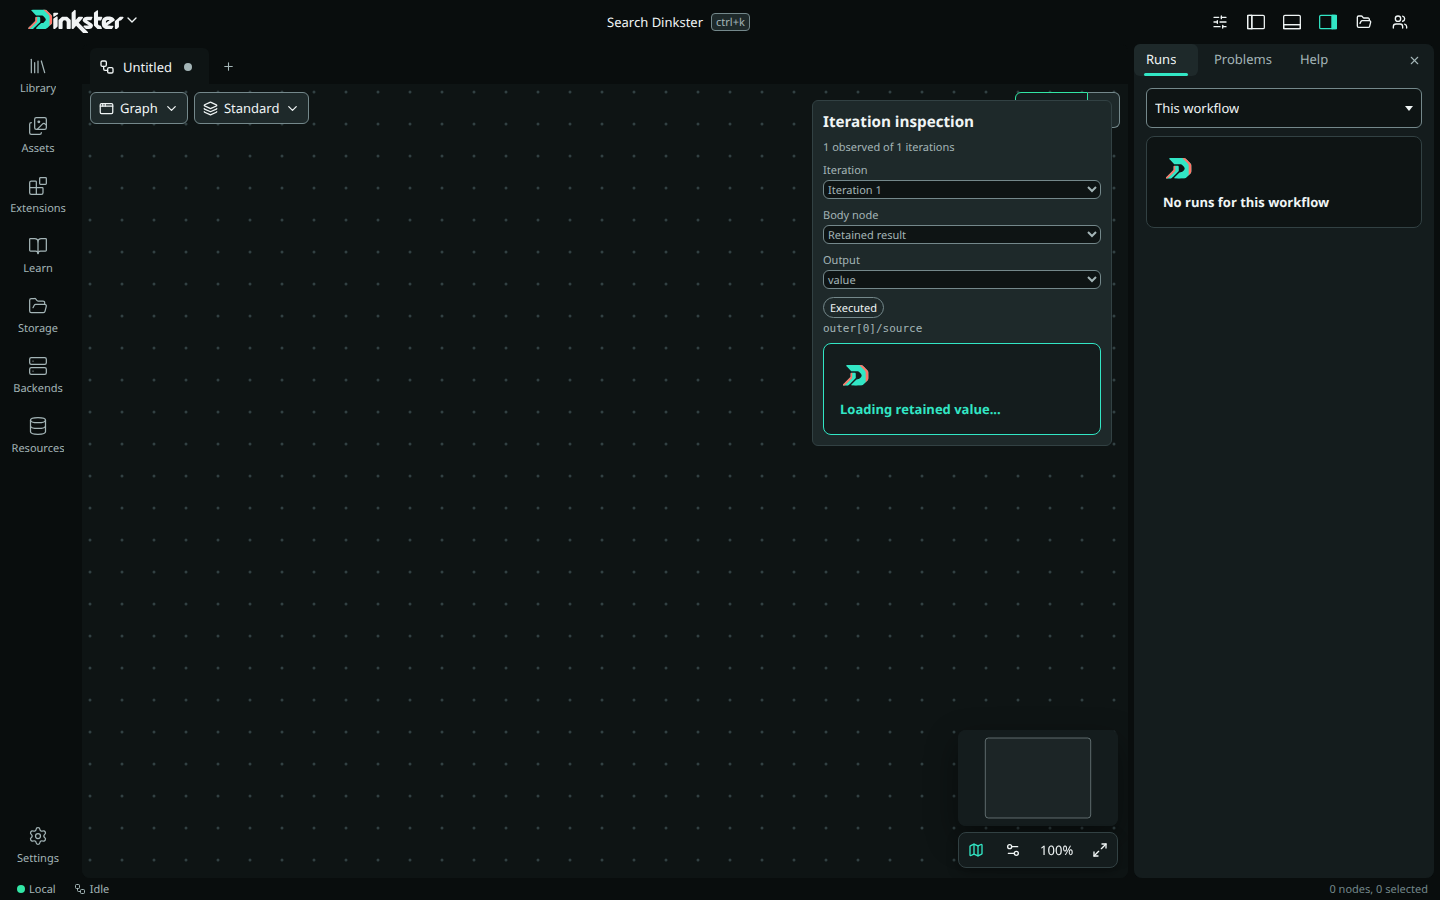 Dinkster
Search Dinkster ctrl+k
Library
Assets
Extensions
Learn
Storage
Backends
Resources
Settings
Untitled
Graph
Standard
Iteration inspection
1 observed of 1 iterations
Iteration
Iteration 1
Body node
Retained result
Output
value
Executed
outer[0]/source
Loading retained value...
100%
Runs Problems Help
This workflow
No runs for this workflow
Local Idle
0 nodes, 0 selected